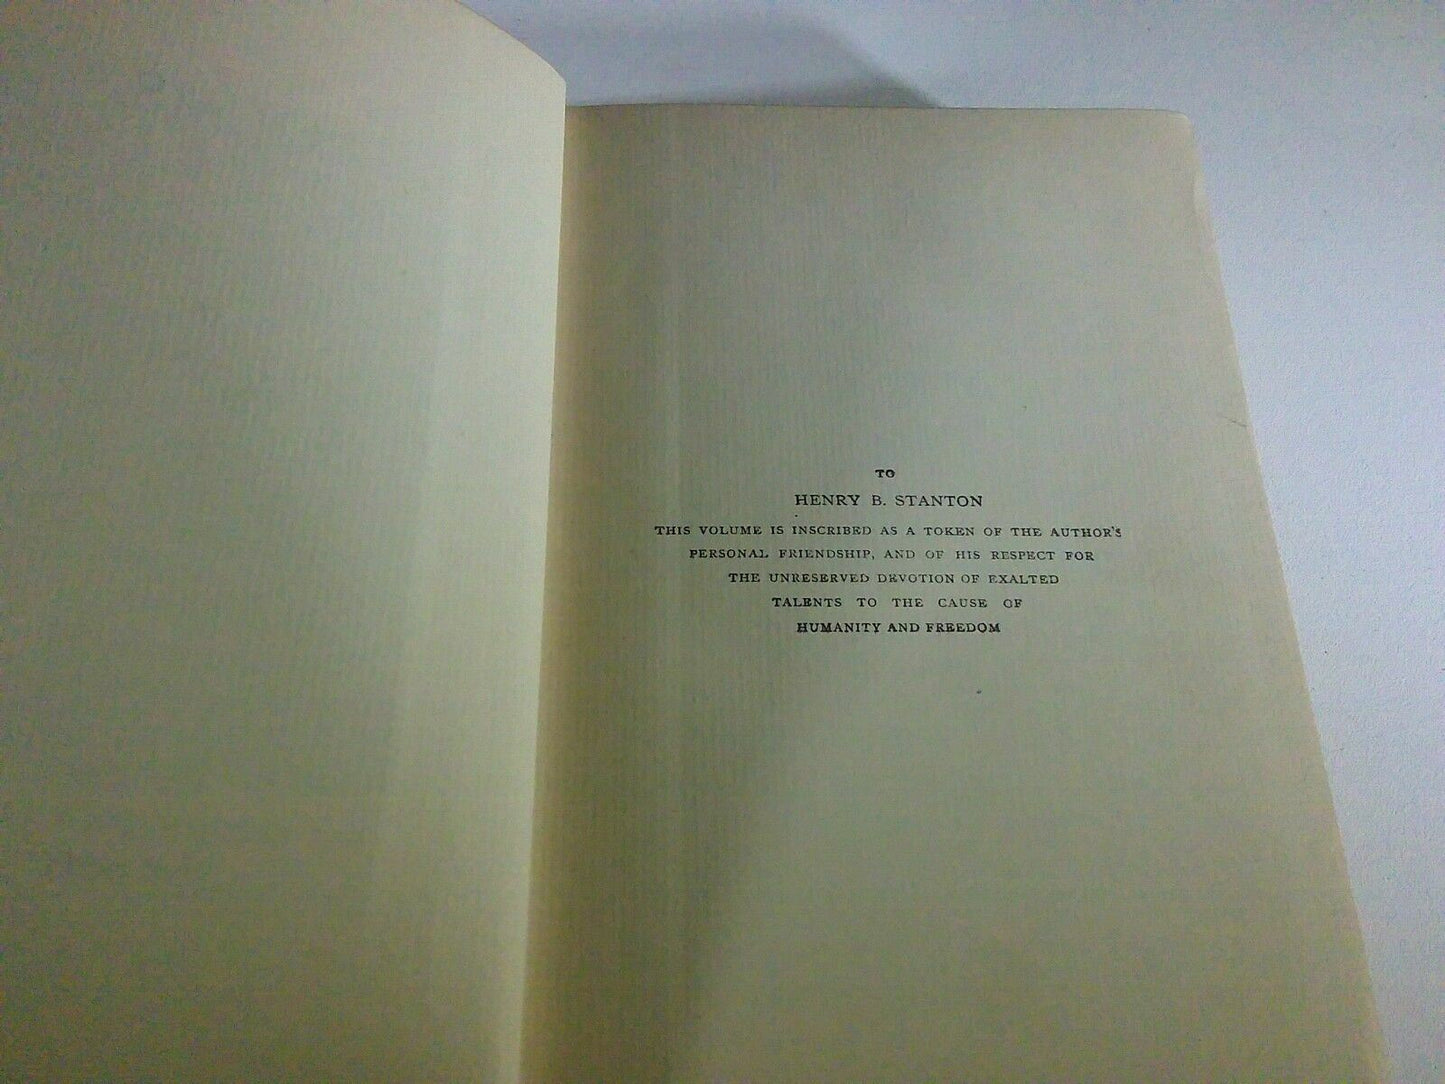 TO
HENRY B. STANTON
THIS VOLUME IS INSCRIBED AS A TOKEN OF THE AUTHOR'S
PERSONAL FRIENDSHIP, AND OF HIS RESPECT FOR
THE UNRESERVED DEVOTION OF EXALTED
TALENTS TO THE CAUSE OF
HUMANITY AND FREEDOM